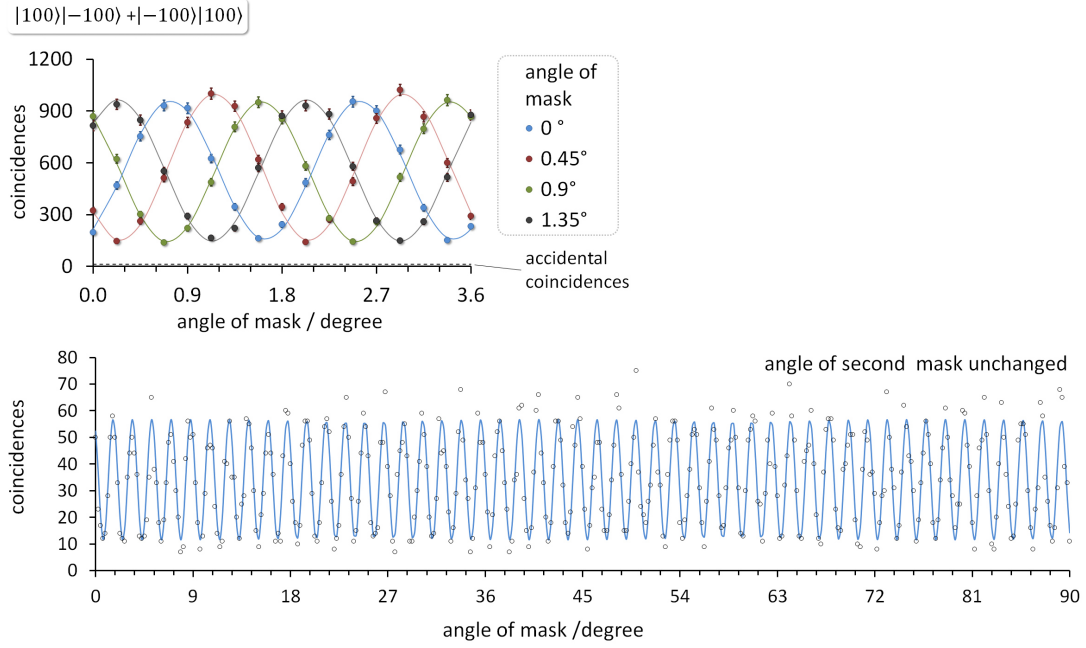 |100⟩|−100⟩ +|−100⟩|100⟩
1200
900
600
300
0
coincidences
0.0 0.9 1.8 2.7 3.6
angle of mask / degree
angle of
mask
0 °
0.45°
0.9°
1.35°
accidental
coincidences
angle of second mask unchanged
80
70
60
50
40
30
20
10
0
coincidences
0 9 18 27 36 45 54 63 72 81 90
angle of mask /degree